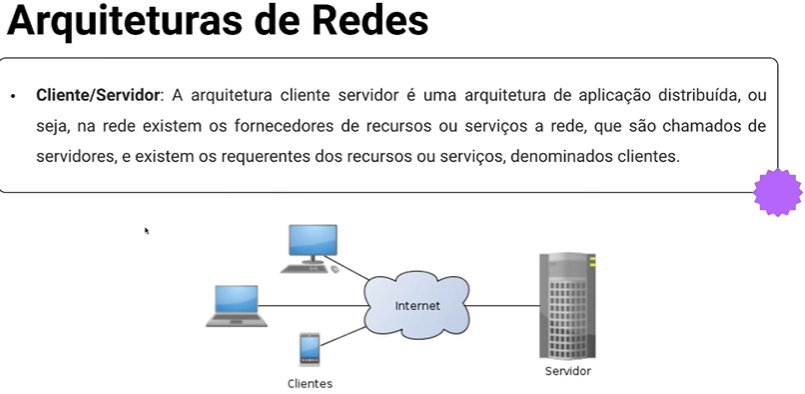 Arquiteturas de Redes
• Cliente/Servidor: A arquitetura cliente servidor é uma arquitetura de aplicação distribuída, ou
seja, na rede existem os fornecedores de recursos ou serviços a rede, que são chamados de
servidores, e existem os requerentes dos recursos ou serviços, denominados clientes.
Internet
Servidor
Clientes